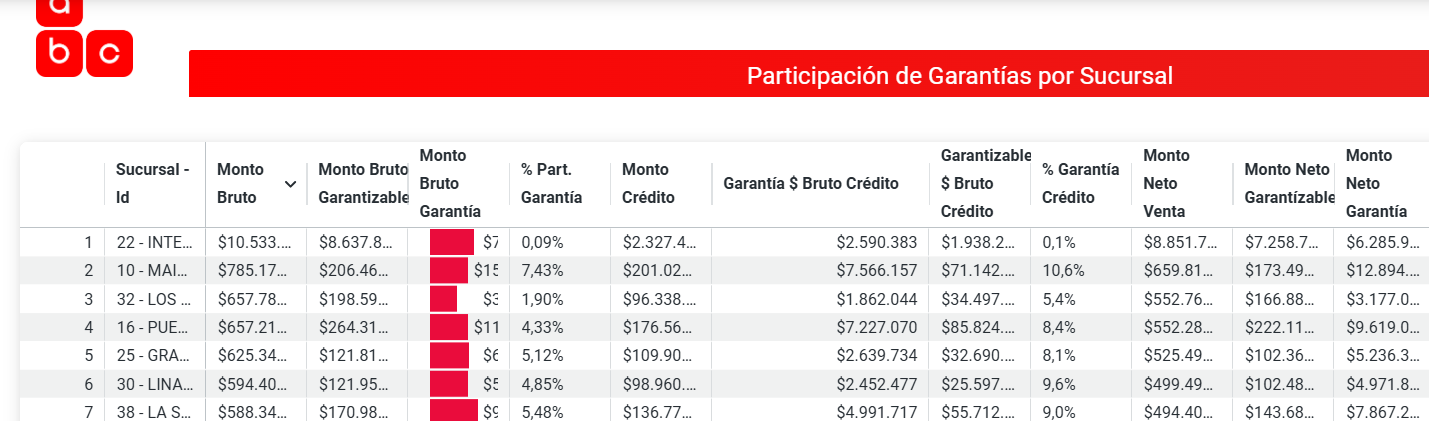 a
b c
Participación de Garantías por Sucursal
Sucursal - Id Monto Bruto Monto Bruto Garantizable Monto Bruto Garantía % Part. Garantía Monto Crédito Garantía $ Bruto Crédito Garantizable $ Bruto Crédito % Garantía Crédito Monto Neto Venta Monto Neto Garantízable Monto Neto Garantía
1 22 - INTE... $10.533.... $8.637.8... $7 0,09% $2.327.4... $2.590.383 $1.938.2... 0,1% $8.851.7... $7.258.7... $6.285.9...
2 10 - MAI... $785.17... $206.46... $15 7,43% $201.02... $7.566.157 $71.142.... 10,6% $659.81... $173.49... $12.894....
3 32 - LOS ... $657.78... $198.59... $3 1,90% $96.338.... $1.862.044 $34.497.... 5,4% $552.76... $166.88... $3.177.0...
4 16 - PUE... $657.21... $264.31... $11 4,33% $176.56... $7.227.070 $85.824.... 8,4% $552.28... $222.11... $9.619.0...
5 25 - GRA... $625.34... $121.81... $6 5,12% $109.90... $2.639.734 $32.690.... 8,1% $525.49... $102.36... $5.236.3...
6 30 - LINA... $594.40... $121.95... $5 4,85% $98.960.... $2.452.477 $25.597.... 9,6% $499.49... $102.48... $4.971.8...
7 38 - LA S... $588.34... $170.98... $9 5,48% $136.77... $4.991.717 $55.712.... 9,0% $494.40... $143.68... $7.867.2...